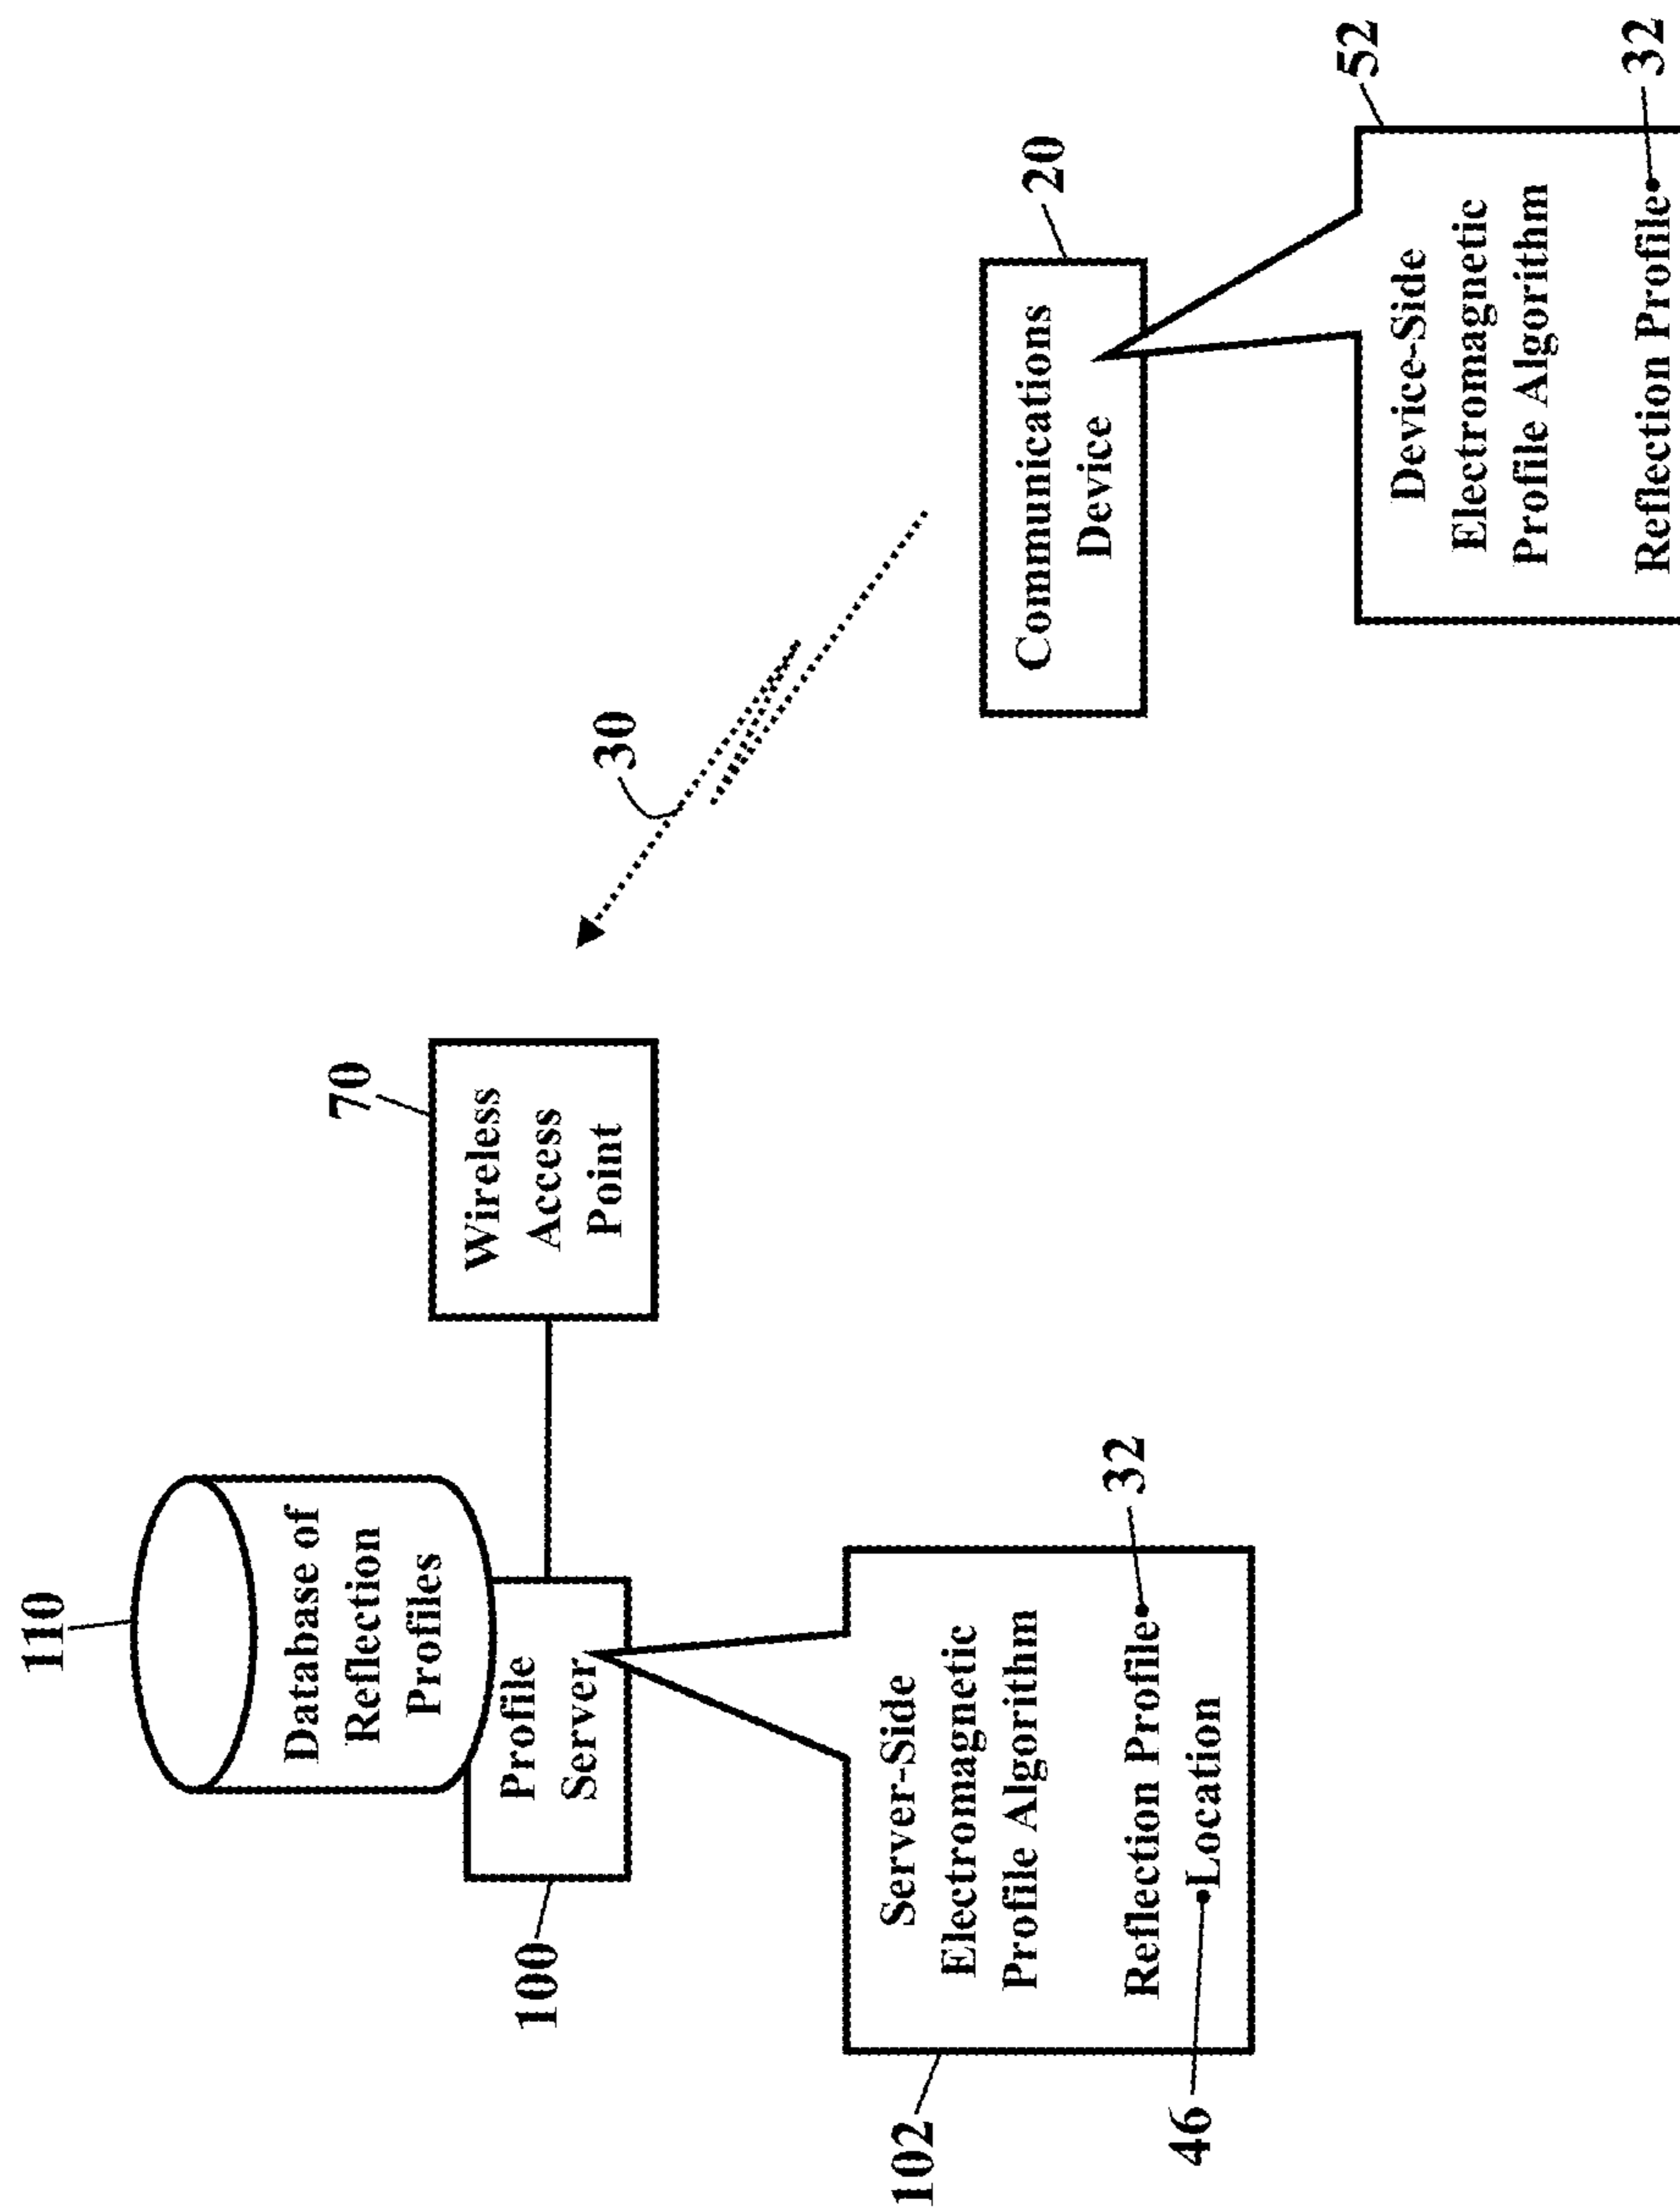 110
Database of
Reflection
Profiles
100
Profile
Server
70
Wireless
Access
Point
30
102
Server-Side
Electromagnetic
Profile Algorithm
Reflection Profile
32
46
Location
Communications
Device
20
52
Device-Side
Electromagnetic
Profile Algorithm
Reflection Profile
32